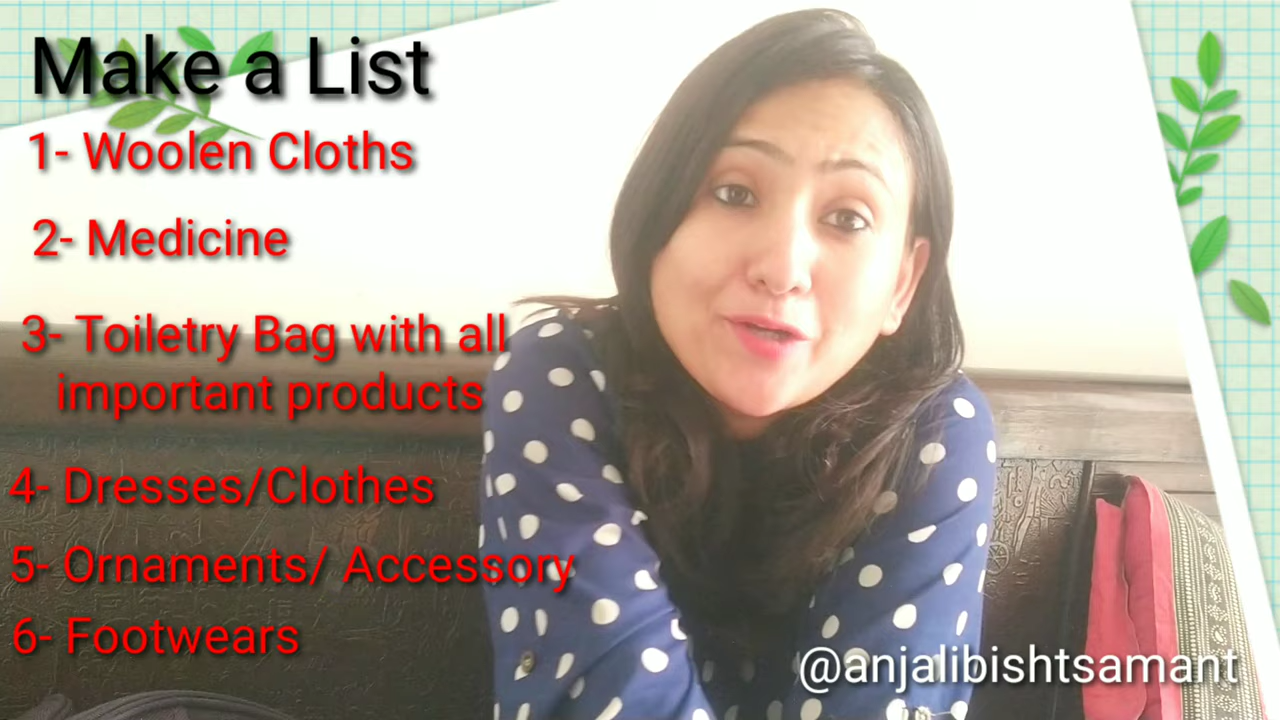 Make a List
1- Woolen Cloths
2- Medicine
3- Toiletry Bag with all
important products
4- Dresses/Clothes
5- Ornaments/ Accessory
6- Footwears
@anjalibishtsamant